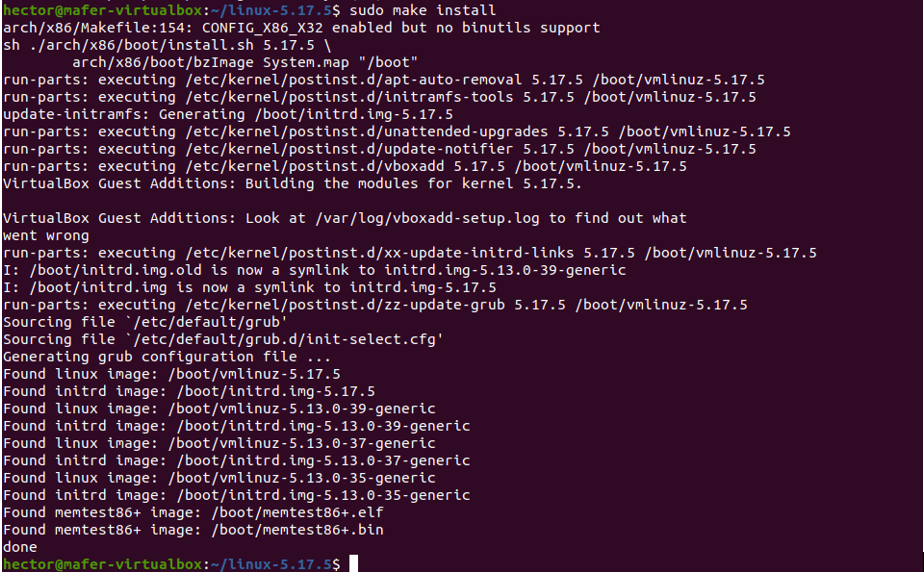 hector@mafer-virtualbox:~/linux-5.17.5$ sudo make install
arch/x86/Makefile:154: CONFIG_X86_X32 enabled but no binutils support
sh ./arch/x86/boot/install.sh 5.17.5 \
        arch/x86/boot/bzImage System.map "/boot"
run-parts: executing /etc/kernel/postinst.d/apt-auto-removal 5.17.5 /boot/vmlinuz-5.17.5
run-parts: executing /etc/kernel/postinst.d/initramfs-tools 5.17.5 /boot/vmlinuz-5.17.5
update-initramfs: Generating /boot/initrd.img-5.17.5
run-parts: executing /etc/kernel/postinst.d/unattended-upgrades 5.17.5 /boot/vmlinuz-5.17.5
run-parts: executing /etc/kernel/postinst.d/update-notifier 5.17.5 /boot/vmlinuz-5.17.5
run-parts: executing /etc/kernel/postinst.d/vboxadd 5.17.5 /boot/vmlinuz-5.17.5
VirtualBox Guest Additions: Building the modules for kernel 5.17.5.

VirtualBox Guest Additions: Look at /var/log/vboxadd-setup.log to find out what
went wrong
run-parts: executing /etc/kernel/postinst.d/xx-update-initrd-links 5.17.5 /boot/vmlinuz-5.17.5
I: /boot/initrd.img.old is now a symlink to initrd.img-5.13.0-39-generic
I: /boot/initrd.img is now a symlink to initrd.img-5.17.5
run-parts: executing /etc/kernel/postinst.d/zz-update-grub 5.17.5 /boot/vmlinuz-5.17.5
Sourcing file `/etc/default/grub'
Sourcing file `/etc/default/grub.d/init-select.cfg'
Generating grub configuration file ...
Found linux image: /boot/vmlinuz-5.17.5
Found initrd image: /boot/initrd.img-5.17.5
Found linux image: /boot/vmlinuz-5.13.0-39-generic
Found initrd image: /boot/initrd.img-5.13.0-39-generic
Found linux image: /boot/vmlinuz-5.13.0-37-generic
Found initrd image: /boot/initrd.img-5.13.0-37-generic
Found linux image: /boot/vmlinuz-5.13.0-35-generic
Found initrd image: /boot/initrd.img-5.13.0-35-generic
Found memtest86+ image: /boot/memtest86+.elf
Found memtest86+ image: /boot/memtest86+.bin
done
hector@mafer-virtualbox:~/linux-5.17.5$